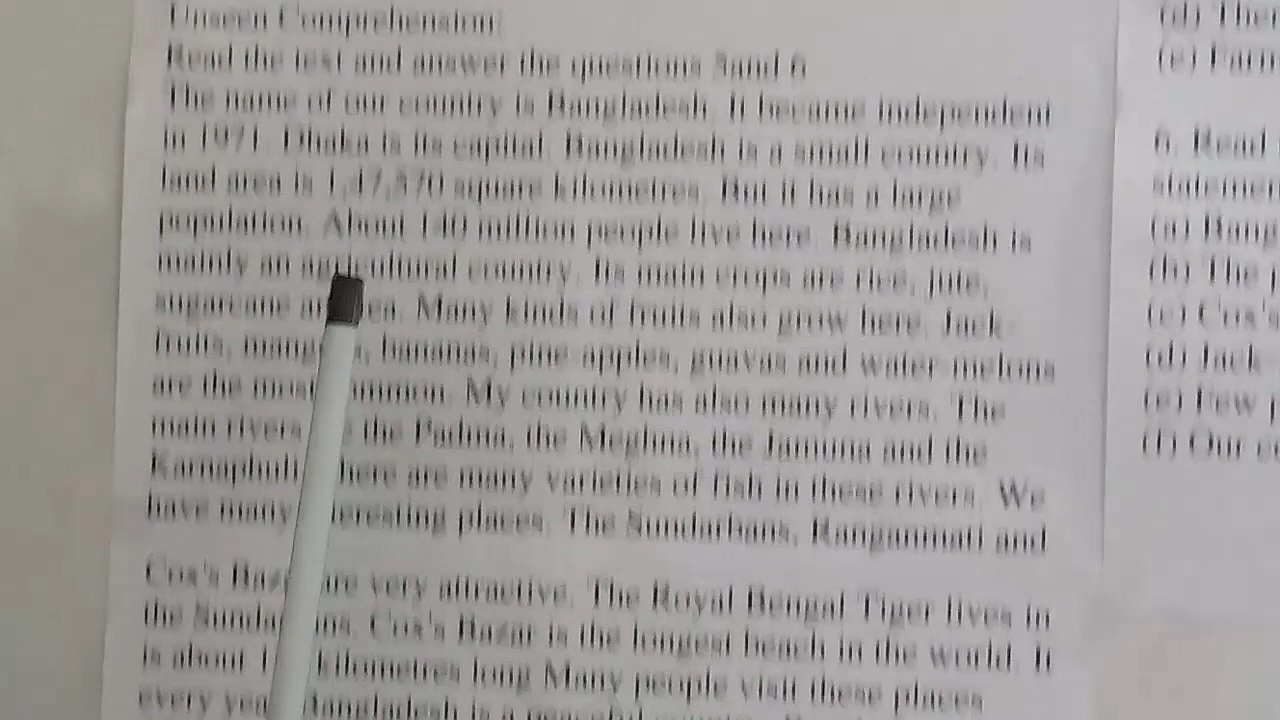 Unseen Comprehension:
Read the text and answer the questions 5and 6
The name of our country is Bangladesh. It became independent
in 1971. Dhaka is its capital. Bangladesh is a small country. Its
land area is 1,47,570 square kilometres. But it has a large
population. About 140 million people live here. Bangladesh is
mainly an agricultural country. Its main crops are rice, jute,
sugarcane and tea. Many kinds of fruits also grow here. Jack-
fruits, mangoes, bananas, pine-apples, guavas and water-melons
are the most common. My country has also many rivers. The
main rivers the Padma, the Meghna, the Jamuna and the
Karnaphuli. There are many varieties of fish in these rivers. We
have many interesting places. The Sundarbans, Ranganmati and
Cox's Bazar are very attractive. The Royal Bengal Tiger lives in
the Sundarbans. Cox's Bazar is the longest beach in the world. It
is about kilometres long Many people visit these places
every year Bangladesh is a peaceful
(d)
(e) Farm
6. Read
statemen
(a) Bang
(b) The p
(c) Cox's
(d) Jack-
(e) Few p
(f) Our co